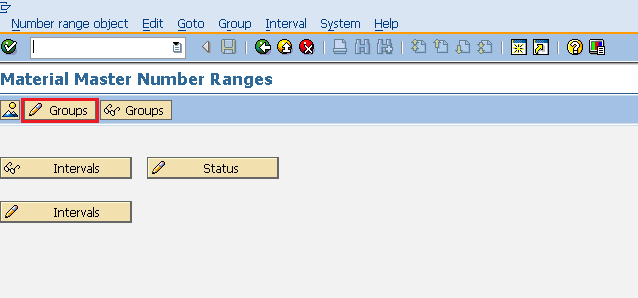 Number range object Edit Goto Group Interval System Help
Material Master Number Ranges
Groups Groups
Intervals Status
Intervals